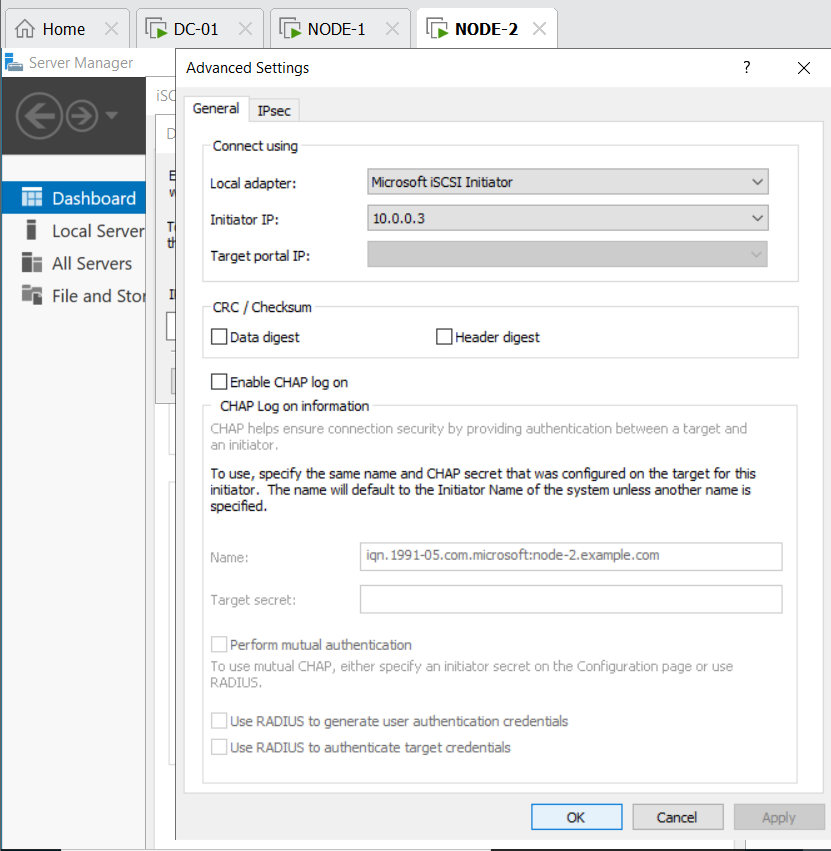 Home
DC-01
NODE-1
NODE-2
Server Manager
Advanced Settings
?
General
IPsec
Dashboard
Local Server
All Servers
Connect using
Local adapter:
Microsoft iSCSI Initiator
Initiator IP:
10.0.0.3
Target portal IP:
CRC / Checksum
Data digest
Header digest
Enable CHAP log on
CHAP Log on information
CHAP helps ensure connection security by providing authentication between a target and
an initiator.
To use, specify the same name and CHAP secret that was configured on the target for this
initiator. The name will default to the Initiator Name of the system unless another name is
specified.
Name:
iqn.1991-05.com.microsoft:node-2.example.com
Target secret:
Perform mutual authentication
To use mutual CHAP, either specify an initiator secret on the Configuration page or use
RADIUS.
Use RADIUS to generate user authentication credentials
Use RADIUS to authenticate target credentials
OK
Cancel
Apply
File and